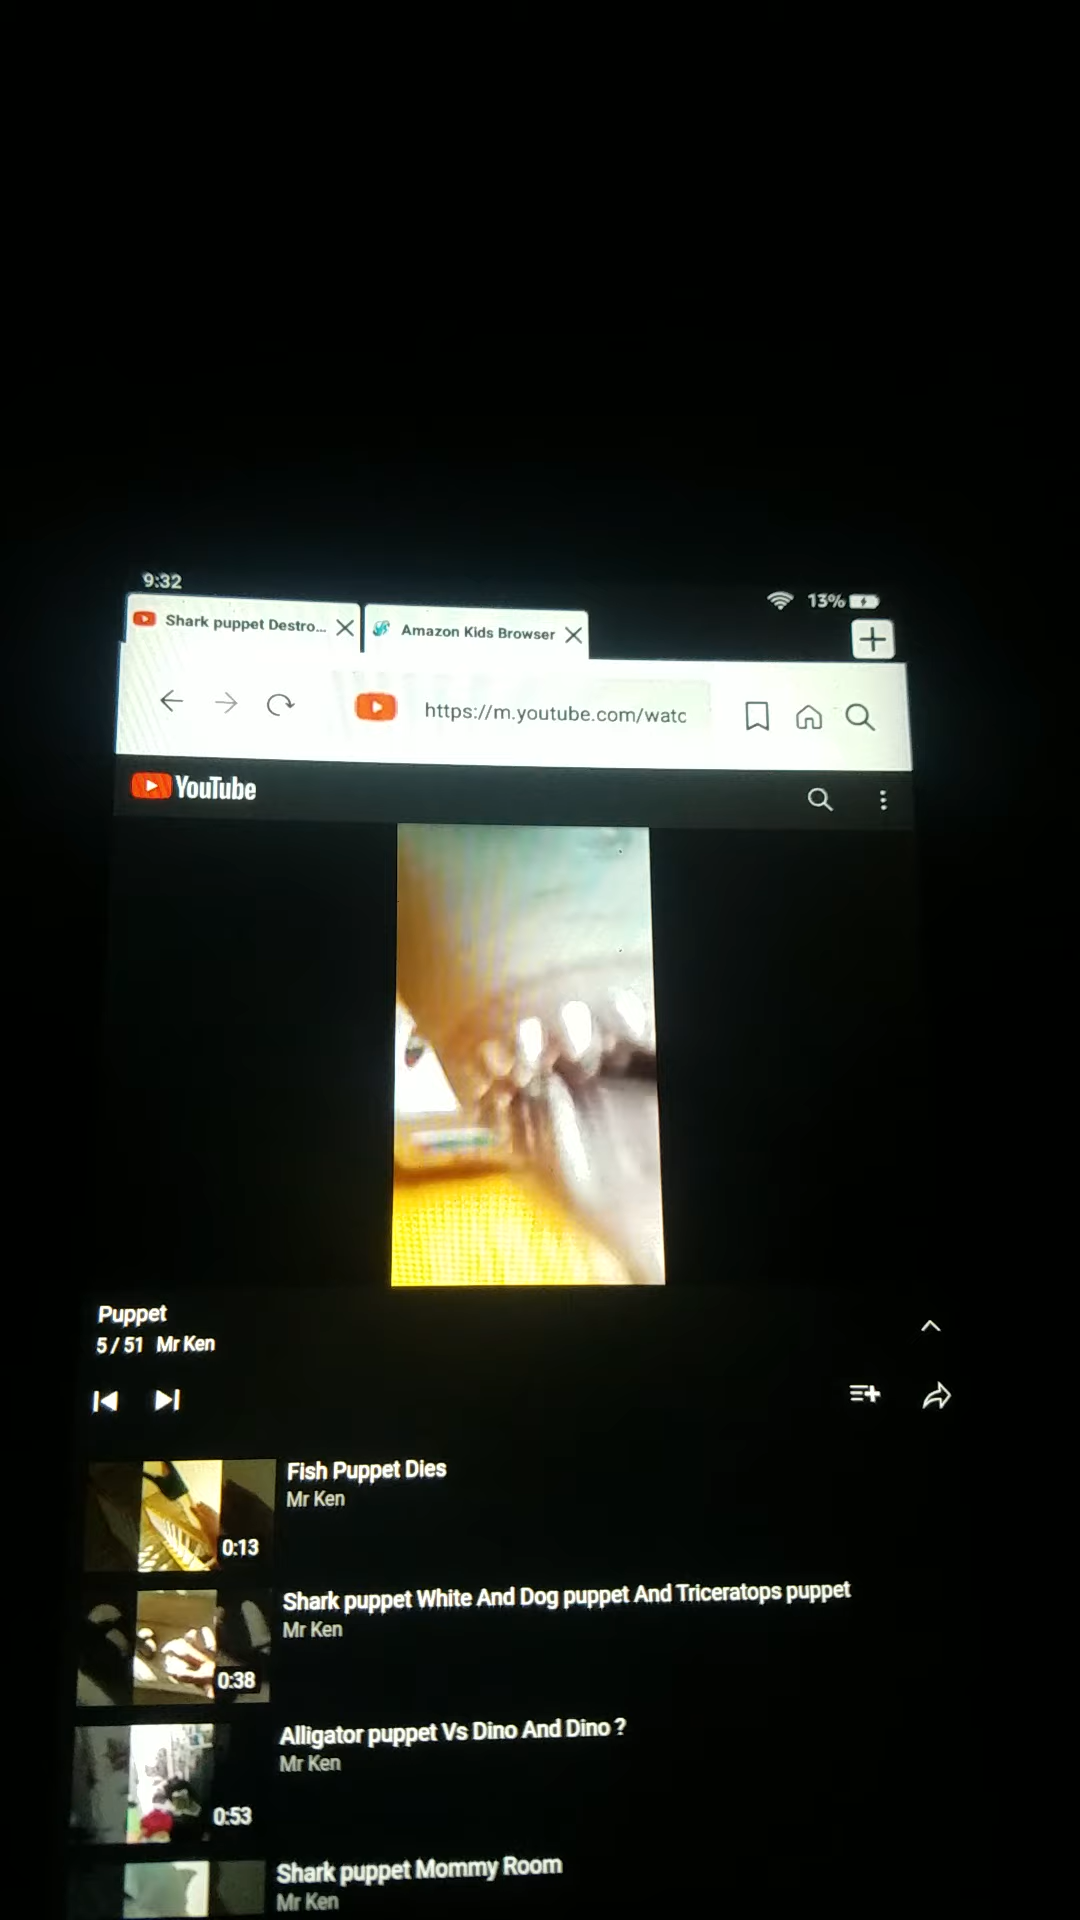 9:32
13%
Shark puppet Destro...
Amazon Kids Browser
https://m.youtube.com/watc
YouTube
Puppet
5 / 51 Mr Ken
Fish Puppet Dies
Mr Ken
0:13
Shark puppet White And Dog puppet And Triceratops puppet
Mr Ken
0:38
Alligator puppet Vs Dino And Dino ?
Mr Ken
0:53
Shark puppet Mommy Room
Mr Ken